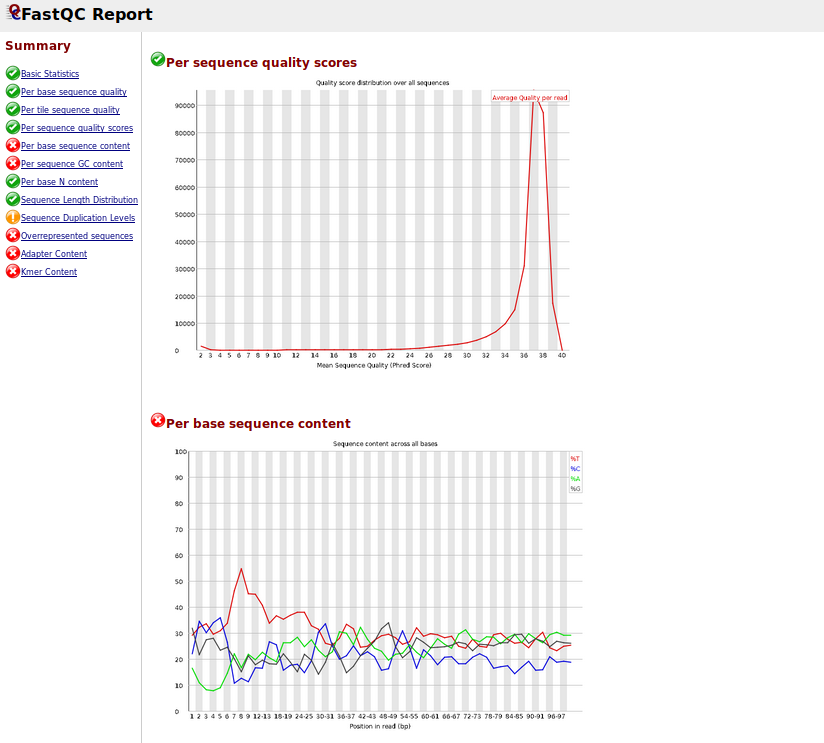 FastQC Report
Summary
Basic Statistics
Per base sequence quality
Per tile sequence quality
Per sequence quality scores
Per base sequence content
Per sequence GC content
Per base N content
Sequence Length Distribution
Sequence Duplication Levels
Overrepresented sequences
Adapter Content
Kmer Content
Per sequence quality scores
Quality score distribution over all sequences
Average Quality per read
90000
80000
70000
60000
50000
40000
30000
20000
10000
0
2 3 4 5 6 7 8 9 10 12 14 16 18 20 22 24 26 28 30 32 34 36 38 40
Mean Sequence Quality (Phred Score)
Per base sequence content
Sequence content across all bases
%T
%C
%A
%G
100
90
80
70
60
50
40
30
20
10
0
1 2 3 4 5 6 7 8 9 12-13 18-19 24-25 30-31 36-37 42-43 48-49 54-55 60-61 66-67 72-73 78-79 84-85 90-91 96-97
Position in read (bp)